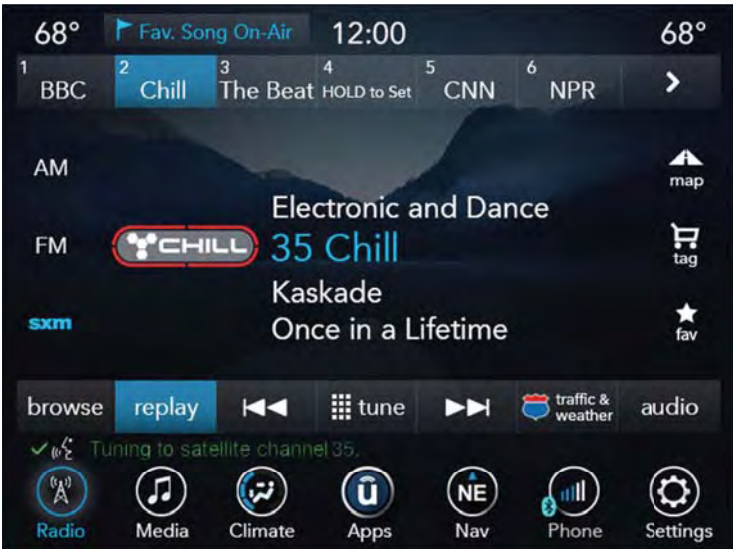 68° Fav. Song On-Air 12:00 68°
1 BBC 2 Chill 3 The Beat 4 HOLD to Set 5 CNN 6 NPR
AM
map
Electronic and Dance
FM CHILL 35 Chill
tag
Kaskade
sxm Once in a Lifetime
fav
browse replay tune traffic & weather audio
Tuning to satellite channel 35.
û NE
Radio Media Climate Apps Nav Phone Settings